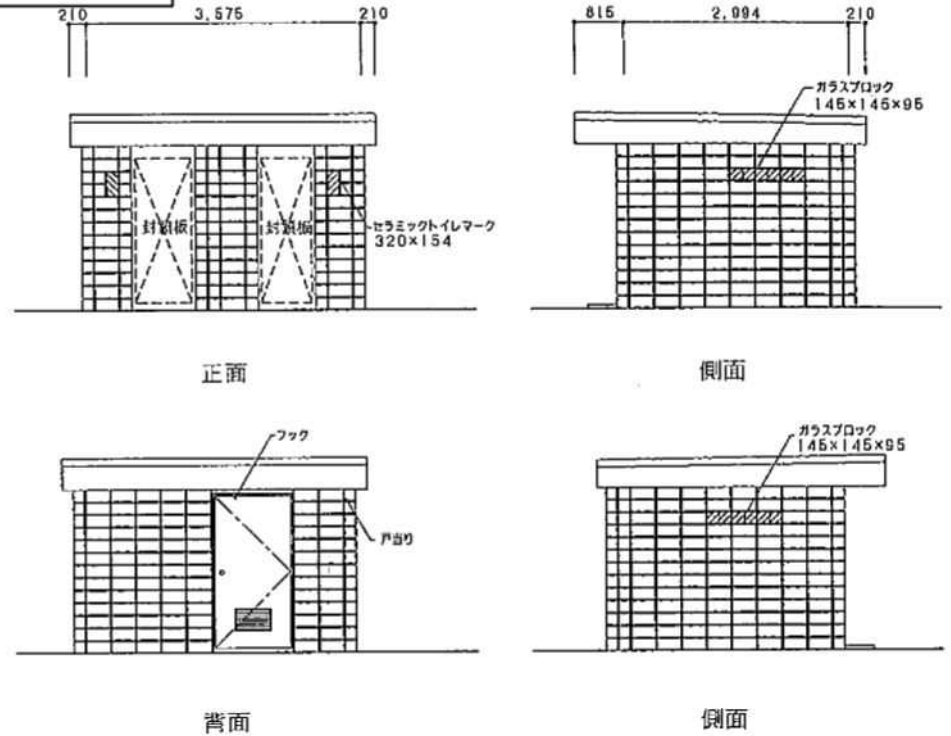 210 3,575 210
815 2,994 210
ガラスブロック
145×145×95
封鎖板 封鎖板
セラミックトイレマーク
320×154
正面
側面
フック
戸当り
ガラスブロック
145×145×95
背面
側面